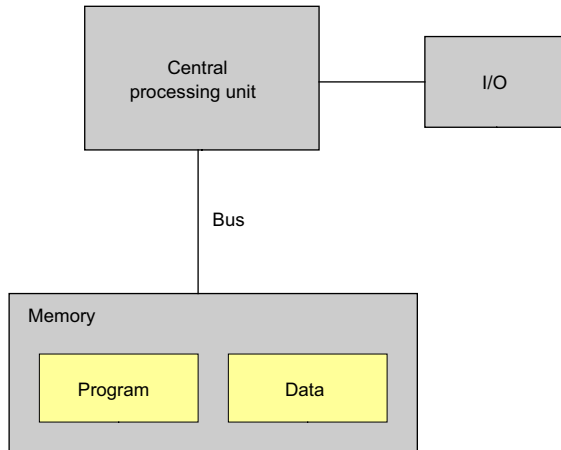 Central
processing unit
I/O
Bus
Memory
Program
Data